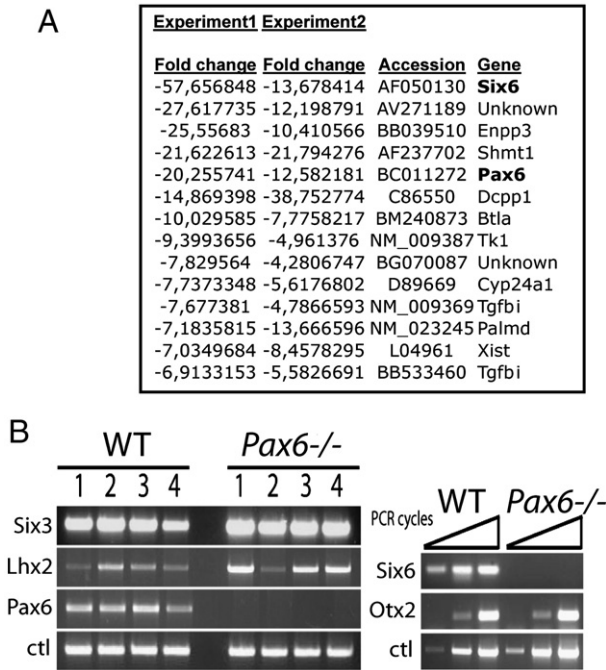 A
Experiment1 Experiment2
Fold change Fold change Accession Gene
-57,656848 -13,678414 AF050130 Six6
-27,617735 -12,198791 AV271189 Unknown
-25,55683 -10,410566 BB039510 Enpp3
-21,622613 -21,794276 AF237702 Shmt1
-20,255741 -12,582181 BC011272 Pax6
-14,869398 -38,752774 C86550 Dcpp1
-10,029585 -7,7758217 BM240873 Btla
-9,3993656 -4,961376 NM_009387 Tk1
-7,829564 -4,2806747 BG070087 Unknown
-7,7373348 -5,6176802 D89669 Cyp24a1
-7,677381 -4,7866593 NM_009369 Tgfbi
-7,1835815 -13,666596 NM_023245 Palmd
-7,0349684 -8,4578295 L04961 Xist
-6,9133153 -5,5826691 BB533460 Tgfbi
B
WT Pax6-/-
1 2 3 4 1 2 3 4
Six3
Lhx2
Pax6
ctl
WT Pax6-/-
PCR cycles
Six6
Otx2
ctl